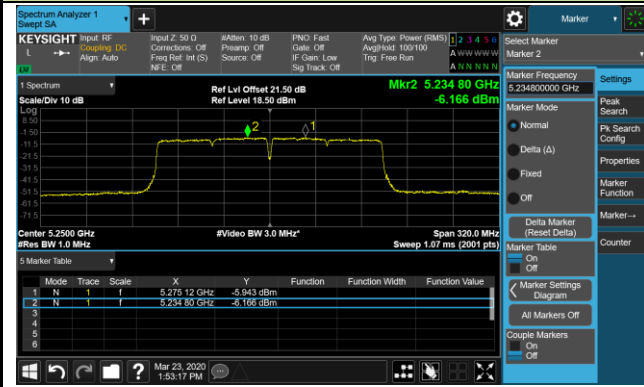 Spectrum Analyzer 1
Swept SA
+
Marker
KEYSIGHT
L
Input: RF
Coupling: DC
Align: Auto
Input Z: 50 Ω
Corrections: Off
Freq Ref: Int (S)
NFE: Off
#Atten: 10 dB
Preamp: Off
Source: Off
PNO: Fast
Gate: Off
IF Gain: Low
Sig Track: Off
Avg Type: Power (RMS)
Avg|Hold: 100/100
Trig: Free Run
1 2 3 4 5 6
A W W W W W
A N N N N N
Select Marker
Marker 2
1 Spectrum
Scale/Div 10 dB
Log
Ref Lvl Offset 21.50 dB
Ref Level 18.50 dBm
Mkr2 5.234 80 GHz
-6.166 dBm
8.50
-1.50
-11.5
-21.5
-31.5
-41.5
-51.5
-61.5
-71.5
2
1
Center 5.2500 GHz
#Res BW 1.0 MHz
#Video BW 3.0 MHz*
Span 320.0 MHz
Sweep 1.07 ms (2001 pts)
5 Marker Table
Mode Trace Scale X Y Function Function Width Function Value
1 N 1 f 5.275 12 GHz -5.943 dBm
2 N 1 f 5.234 80 GHz -6.166 dBm
3
4
5
6
Marker Frequency
5.234800000 GHz
Marker Mode
Normal
Delta (Δ)
Fixed
Off
Delta Marker
(Reset Delta)
Marker Table
On
Off
Marker Settings
Diagram
All Markers Off
Couple Markers
On
Off
Settings
Peak
Search
Pk Search
Config
Properties
Marker
Function
Marker→
Counter
?
Mar 23, 2020
1:53:17 PM